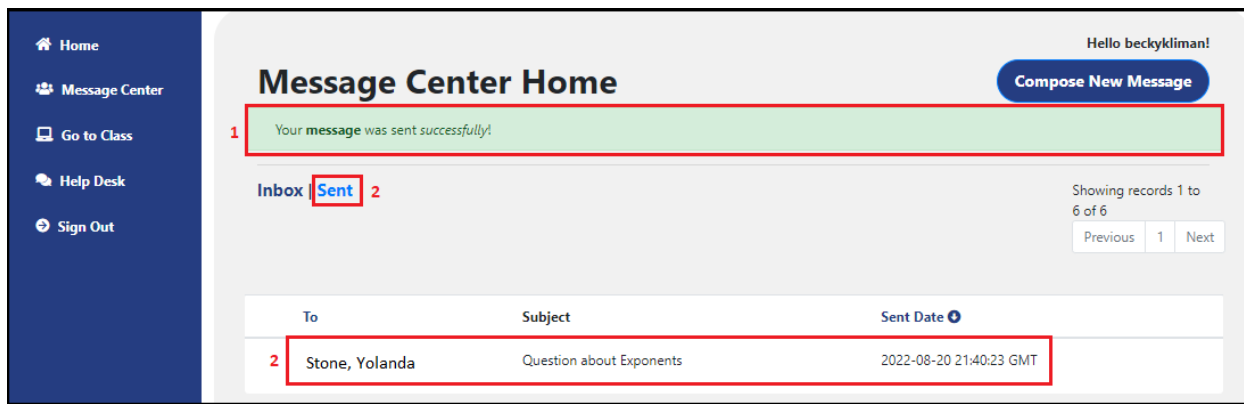 Home
Message Center
Go to Class
Help Desk
Sign Out
Hello beckykliman!
Message Center Home
Compose New Message
1
Your message was sent successfully!
Inbox | Sent 2
Showing records 1 to
6 of 6
Previous 1 Next
To Subject Sent Date
2 Stone, Yolanda Question about Exponents 2022-08-20 21:40:23 GMT